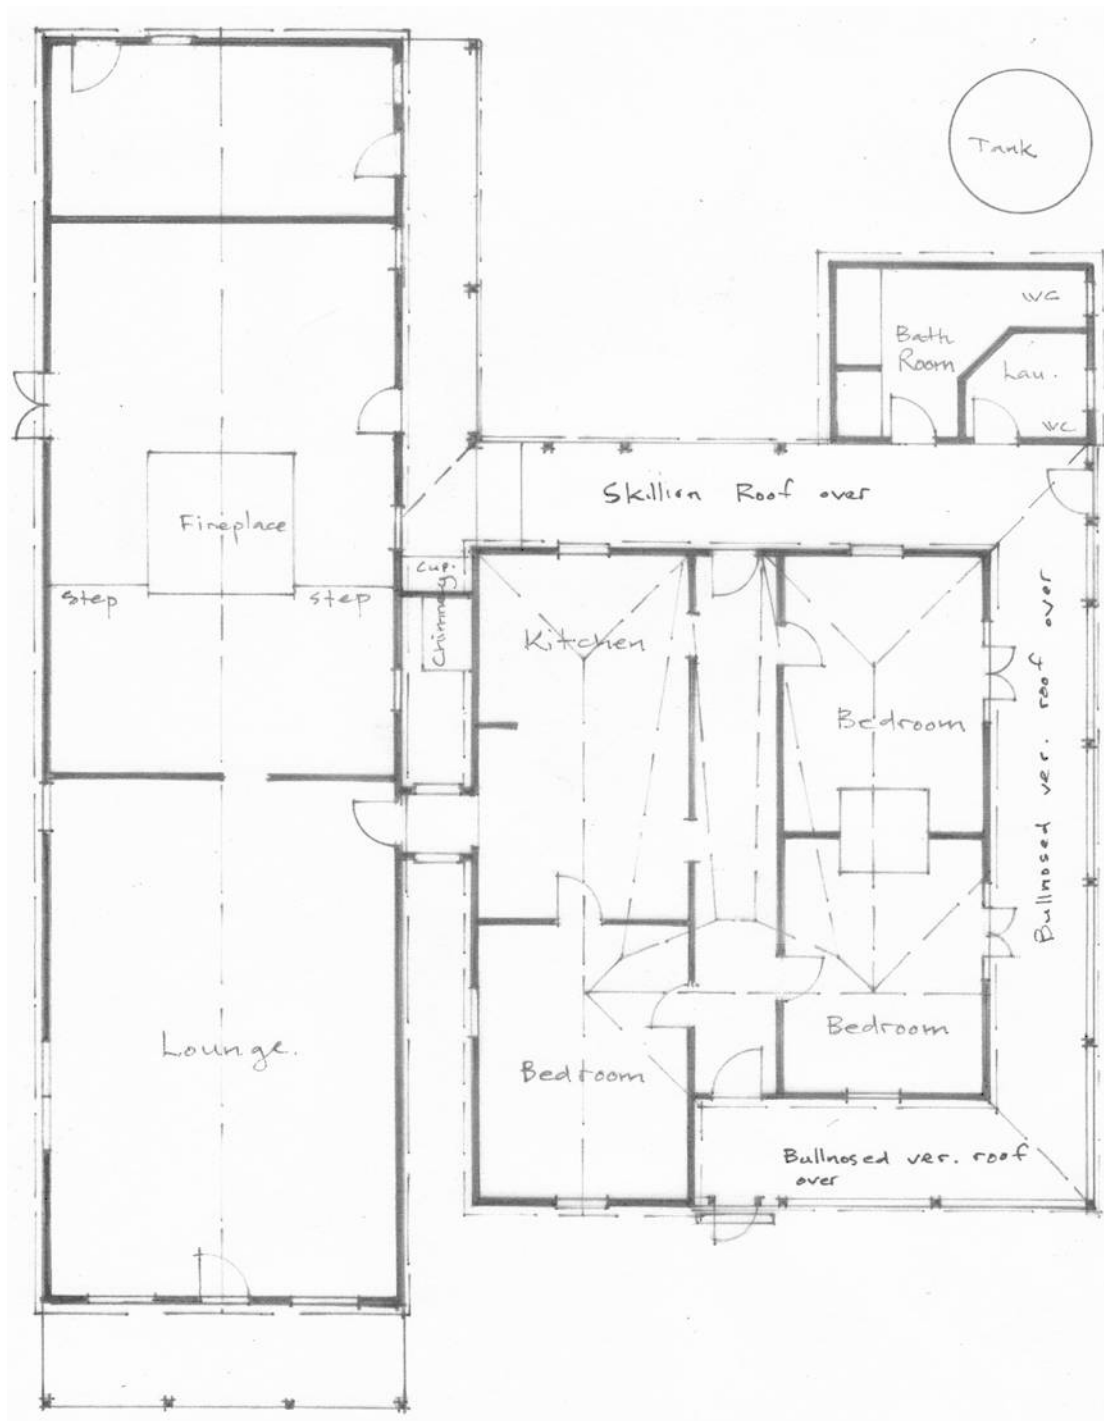 Tank
WC
Bath
Room
Lau.
WC
Skillion Roof over
Fireplace
Step
Step
Cup.
Chimney
Kitchen
Bedroom
Bullnosed ver. roof over
Lounge.
Bedroom
Bedroom
Bullnosed ver. roof
over